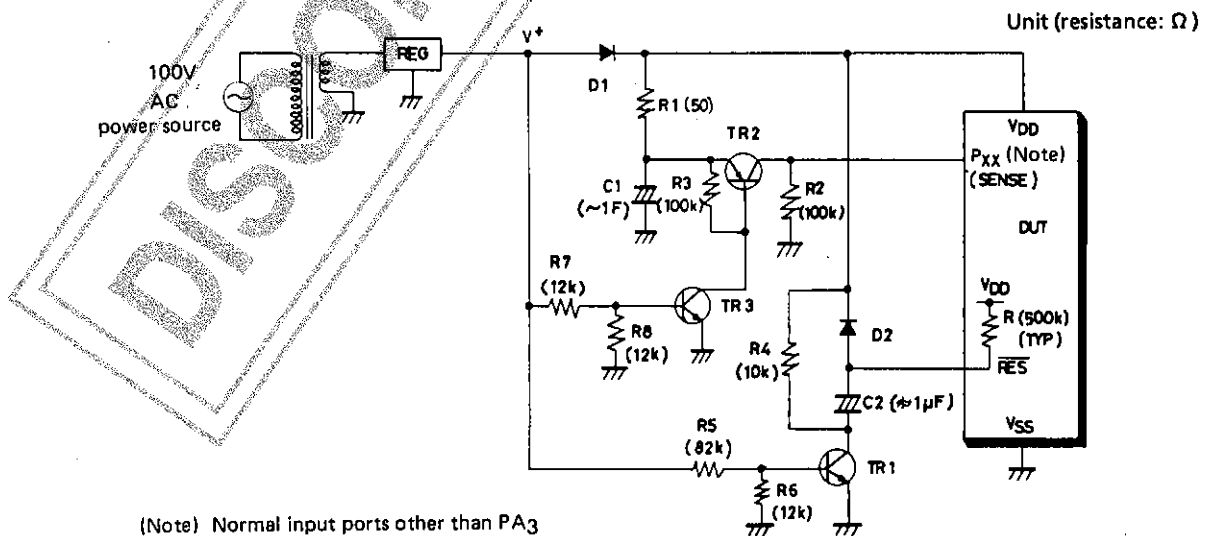 Unit (resistance: Ω)
V+
REG
D1
100V
AC
power source
R1 (50)
TR2
VDD
PXX (Note)
(SENSE)
C1
(~1F)
R3
(100k)
R2
(100k)
DUT
R7
(12k)
TR3
R8
(12k)
VDD
R (500k)
(TYP)
RES
D2
R4
(10k)
C2 (≈1μF)
VSS
R5
(82k)
TR1
R6
(12k)
(Note) Normal input ports other than PA3
DISCON